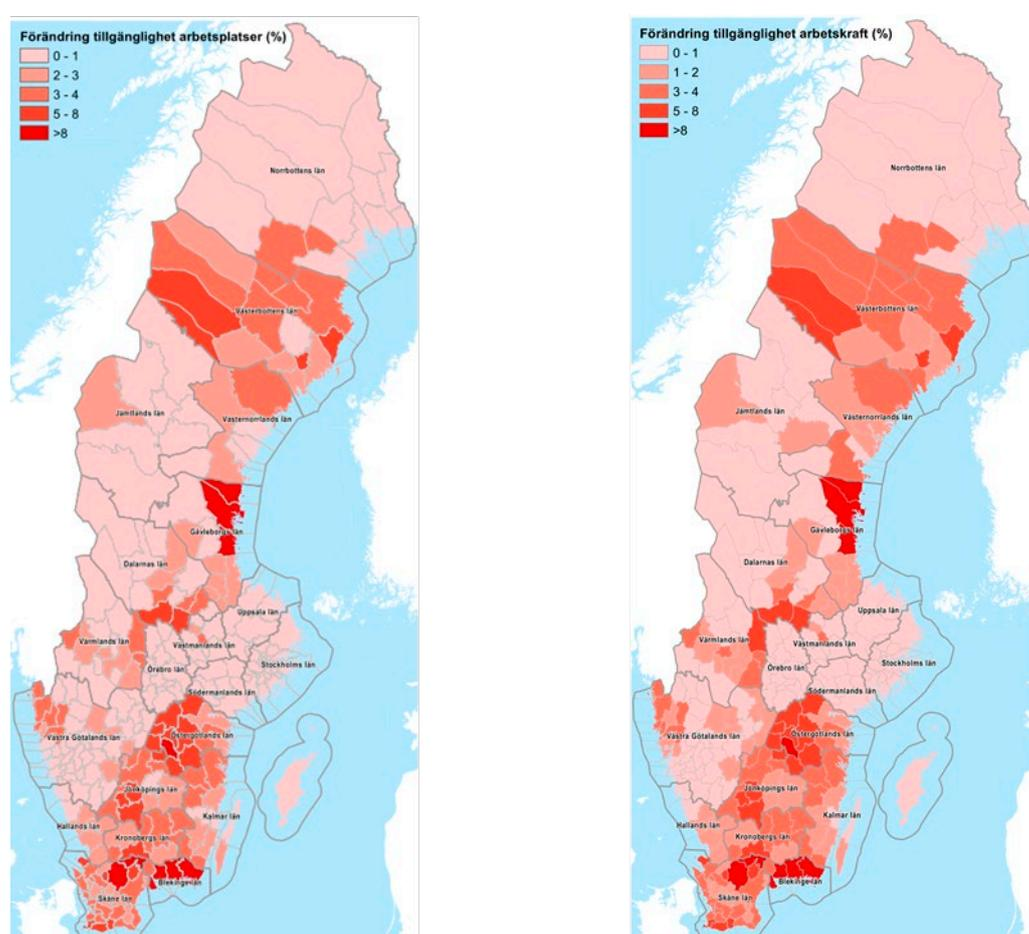 Förändring tillgänglighet arbetsplatser (%)
0 - 1
2 - 3
3 - 4
5 - 8
>8
Norrbottens län
Västerbottens län
Jämtlands län
Västernorrlands län
Gävleborgs län
Dalarnas län
Uppsala län
Värmlands län
Västmanlands län
Örebro län
Stockholms län
Södermanlands län
Västra Götalands län
Östergötlands län
Jönköpings län
Kalmar län
Hallands län
Kronobergs län
Blekinge län
Skåne län
Förändring tillgänglighet arbetskraft (%)
0 - 1
1 - 2
3 - 4
5 - 8
>8
Norrbottens län
Västerbottens län
Jämtlands län
Västernorrlands län
Gävleborgs län
Dalarnas län
Uppsala län
Värmlands län
Västmanlands län
Örebro län
Stockholms län
Södermanlands län
Västra Götalands län
Östergötlands län
Jönköpings län
Kalmar län
Hallands län
Kronobergs län
Blekinge län
Skåne län